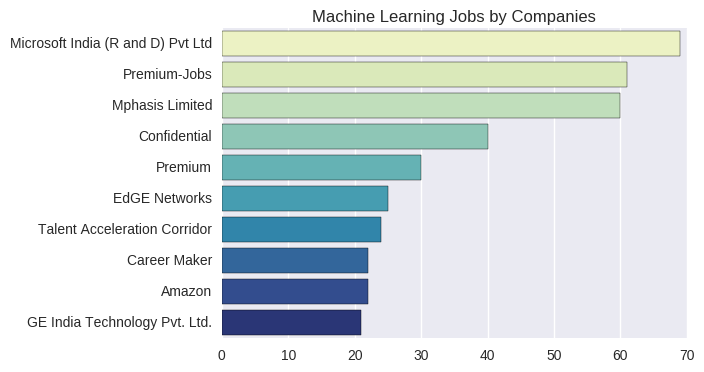 Machine Learning Jobs by Companies
Microsoft India (R and D) Pvt Ltd
Premium-Jobs
Mphasis Limited
Confidential
Premium
EdGE Networks
Talent Acceleration Corridor
Career Maker
Amazon
GE India Technology Pvt. Ltd.
0 10 20 30 40 50 60 70